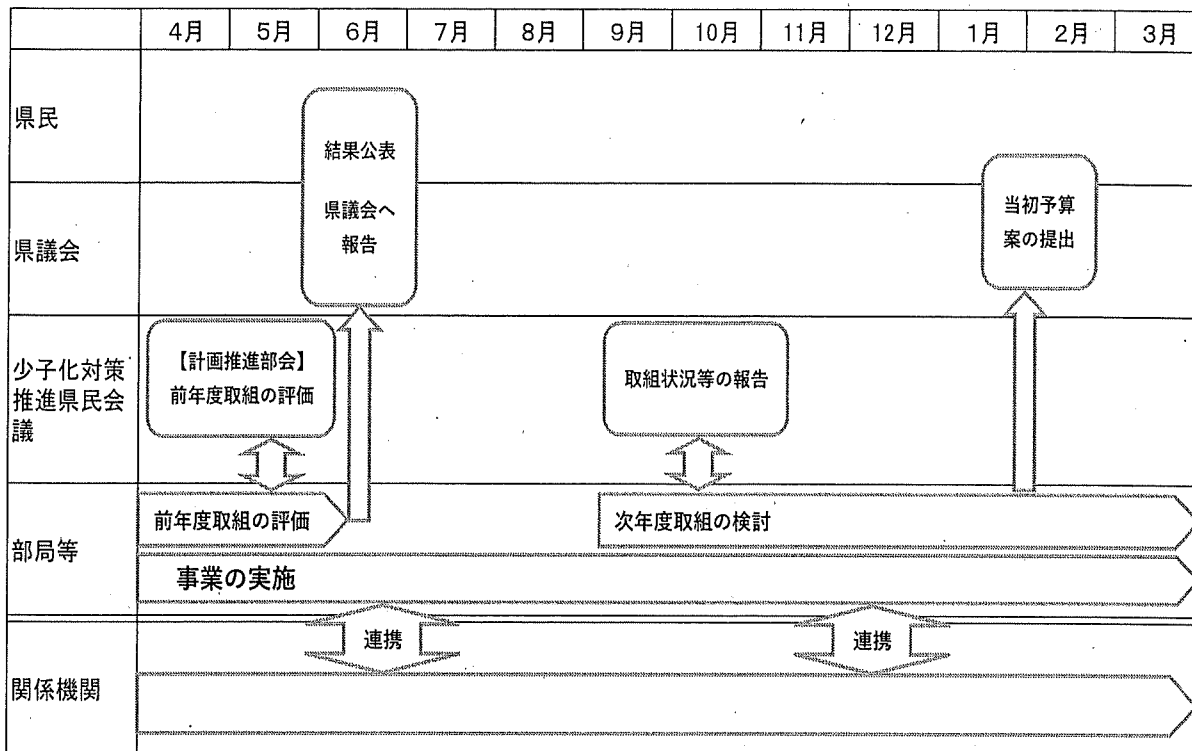 4月 5月 6月 7月 8月 9月 10月 11月 12月 1月 2月 3月
県民
結果公表
県議会へ
報告
県議会
当初予算
案の提出
少子化対策
推進県民会
議
【計画推進部会】
前年度取組の評価
取組状況等の報告
部局等
前年度取組の評価
次年度取組の検討
事業の実施
連携
連携
関係機関